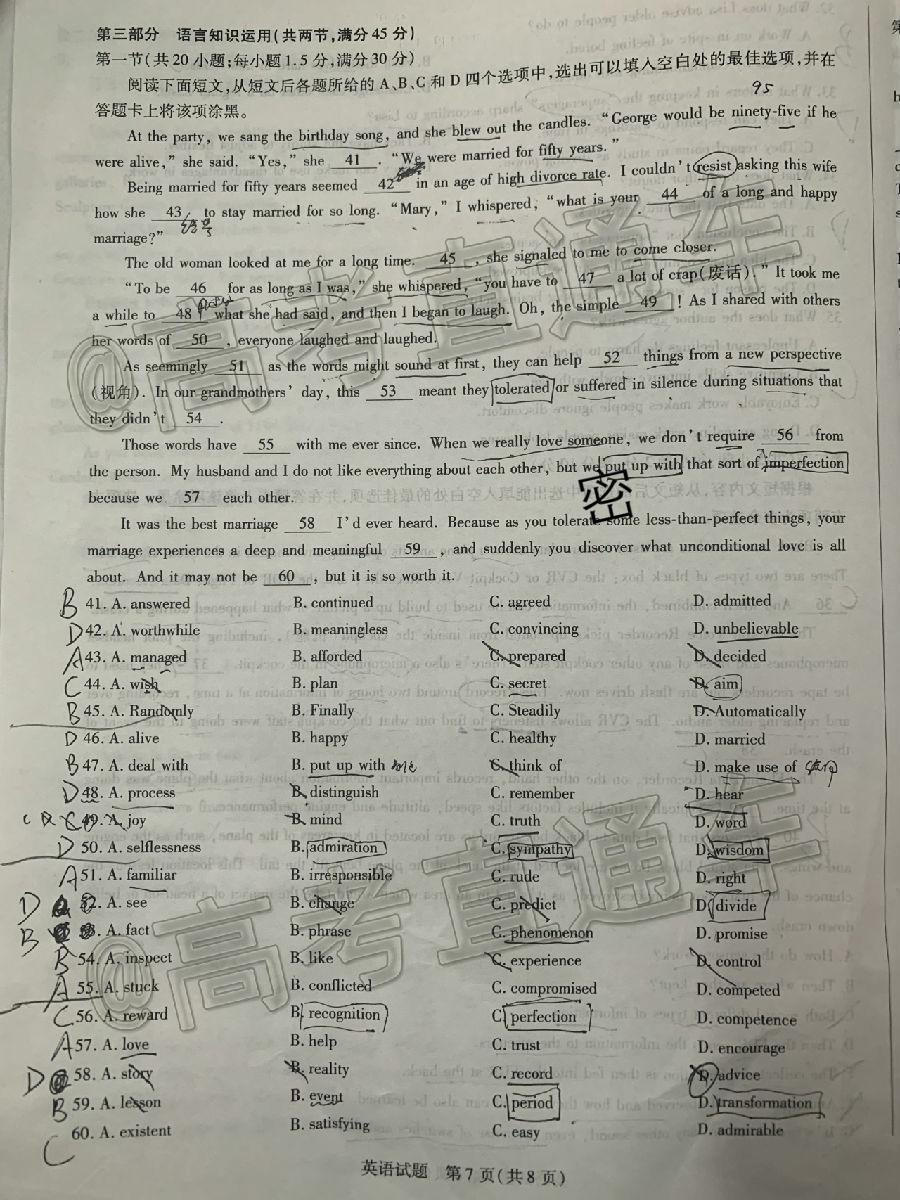 第三部分 语言知识运用(共两节,满分45分)
第一节(共20小题;每小题1.5分,满分30分)
阅读下面短文,从短文后各题所给的A、B、C和D四个选项中,选出可以填入空白处的最佳选项,并在
答题卡上将该项涂黑。
95
At the party, we sang the birthday song, and she blew out the candles. “George would be ninety-five if he
were alive,” she said. “Yes,” she 41 . “We were married for fifty years.”
Being married for fifty years seemed 42 in an age of high divorce rate. I couldn't resist asking this wife
how she 43 to stay married for so long. “Mary,” I whispered, “what is your 44 of a long and happy
marriage?”
The old woman looked at me for a long time. 45 , she signaled to me to come closer.
“To be 46 for as long as I was,” she whispered, “you have to 47 a lot of crap(废话).” It took me
a while to 48 what she had said, and then I began to laugh. Oh, the simple 49 ! As I shared with others
her words of 50 , everyone laughed and laughed.
As seemingly 51 as the words might sound at first, they can help 52 things from a new perspective
(视角). In our grandmothers' day, this 53 meant they tolerated or suffered in silence during situations that
they didn't 54 .
Those words have 55 with me ever since. When we really love someone, we don't require 56 from
the person. My husband and I do not like everything about each other, but we put up with that sort of imperfection
because we 57 each other.
密
It was the best marriage 58 I'd ever heard. Because as you tolerate some less-than-perfect things, your
marriage experiences a deep and meaningful 59 , and suddenly you discover what unconditional love is all
about. And it may not be 60 , but it is so worth it.
B 41. A. answered B. continued C. agreed D. admitted
D 42. A. worthwhile B. meaningless C. convincing D. unbelievable
A 43. A. managed B. afforded C. prepared D. decided
C 44. A. wish B. plan C. secret D. aim
B 45. A. Randomly B. Finally C. Steadily D. Automatically
D 46. A. alive B. happy C. healthy D. married
B 47. A. deal with B. put up with C. think of D. make use of
D 48. A. process B. distinguish C. remember D. hear
49. A. joy B. mind C. truth D. word
D 50. A. selflessness B. admiration C. sympathy D. wisdom
A 51. A. familiar B. irresponsible C. rude D. right
D 52. A. see B. change C. predict D. divide
B A. fact B. phrase C. phenomenon D. promise
B 54. A. inspect B. like C. experience D. control
A 55. A. stuck B. conflicted C. compromised D. competed
C 56. A. reward B. recognition C. perfection D. competence
A 57. A. love B. help C. trust D. encourage
D 58. A. story B. reality C. record D. advice
B 59. A. lesson B. event C. period D. transformation
C 60. A. existent B. satisfying C. easy D. admirable
英语试题 第7页(共8页)
@高考直通车
@高考直通车